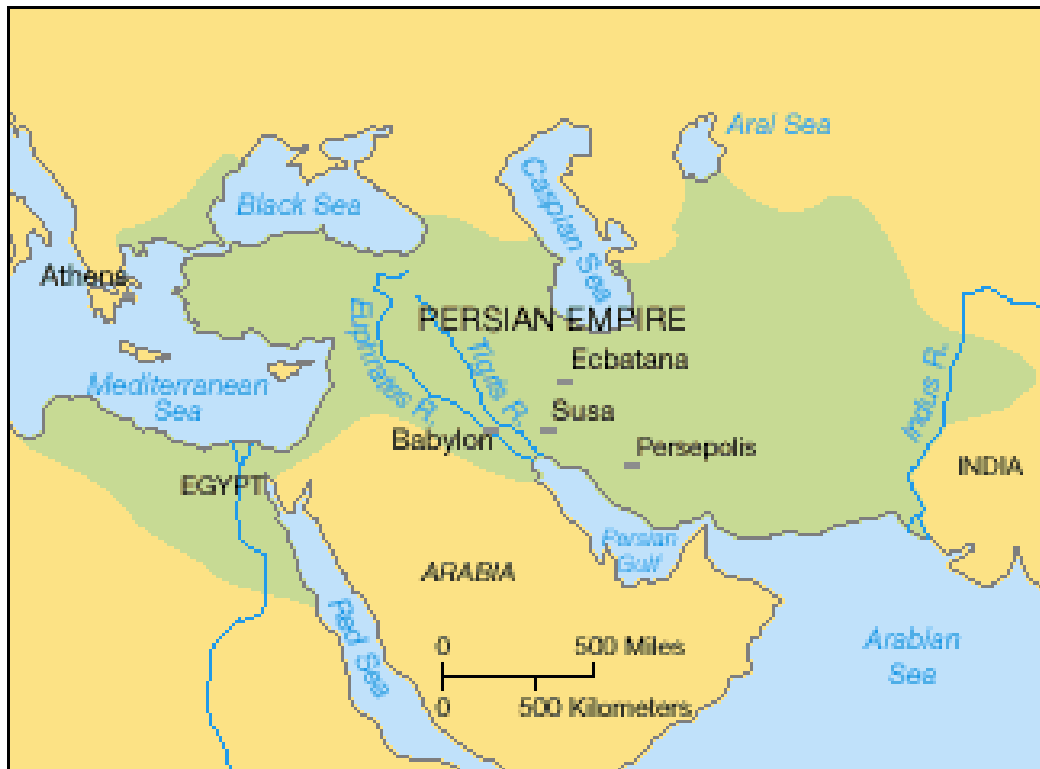 Aral Sea
Black Sea
Caspian Sea
Athens
PERSIAN EMPIRE
Euphrates R.
Tigris R.
Ecbatana
Mediterranean
Sea
Susa
Indus R.
Babylon
Persepolis
INDIA
EGYPT
Persian
Gulf
ARABIA
Red Sea
Arabian
Sea
0 500 Miles
0 500 Kilometers